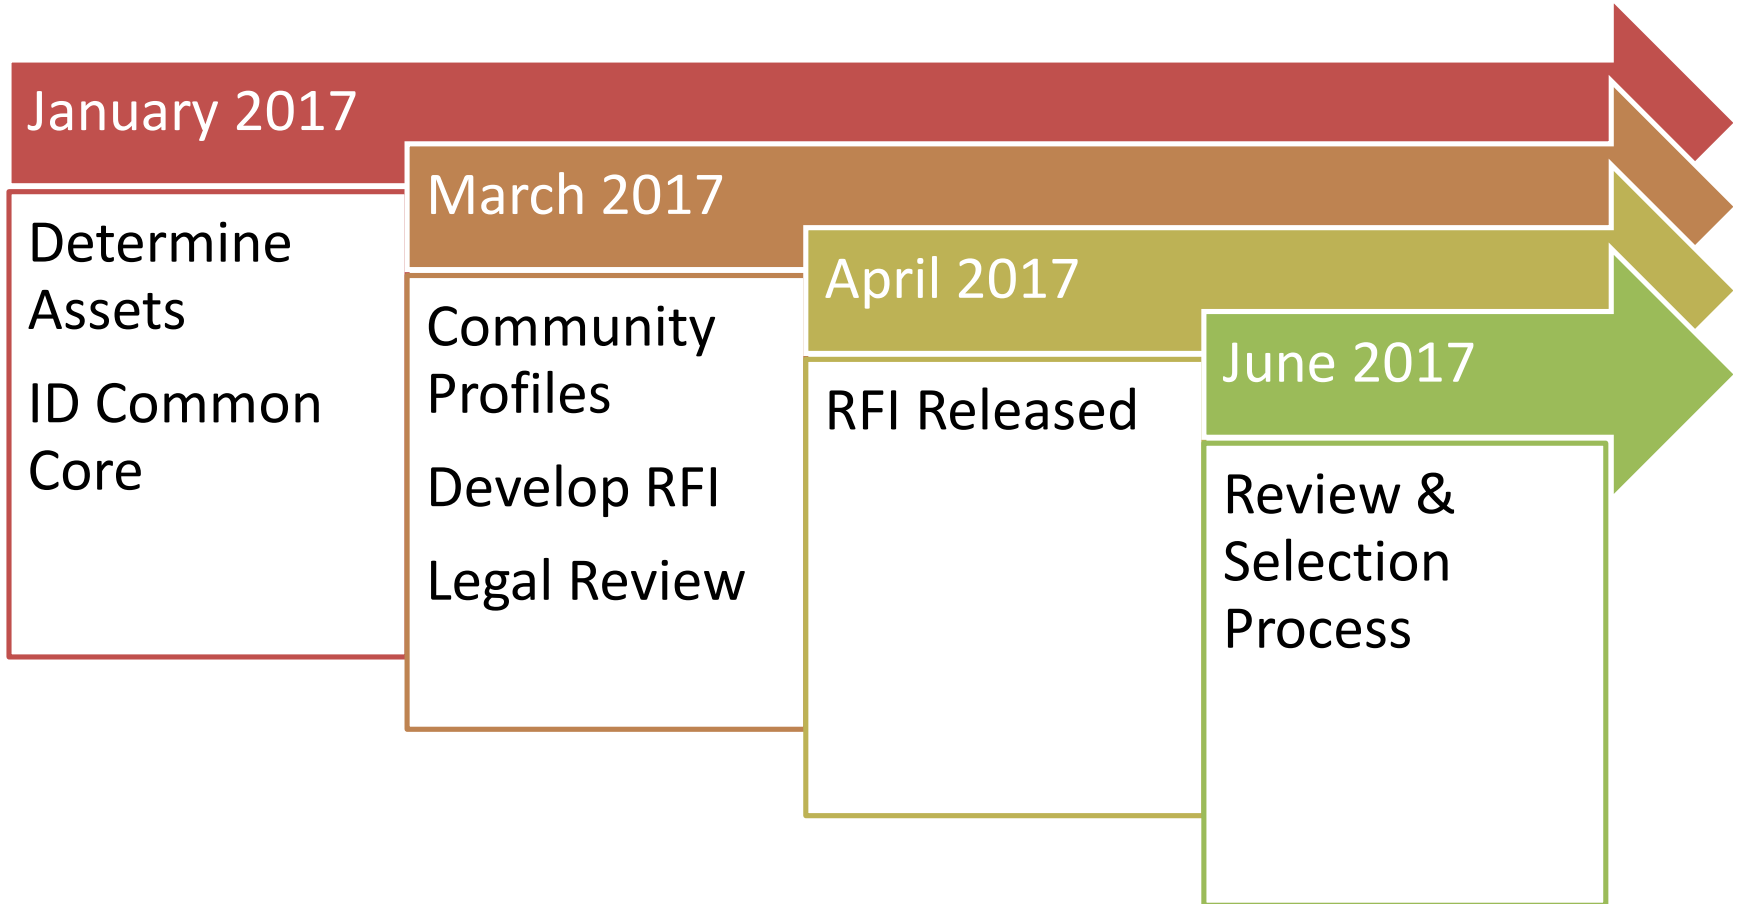 January 2017
Determine
Assets
ID Common
Core
March 2017
Community
Profiles
Develop RFI
Legal Review
April 2017
RFI Released
June 2017
Review &
Selection
Process